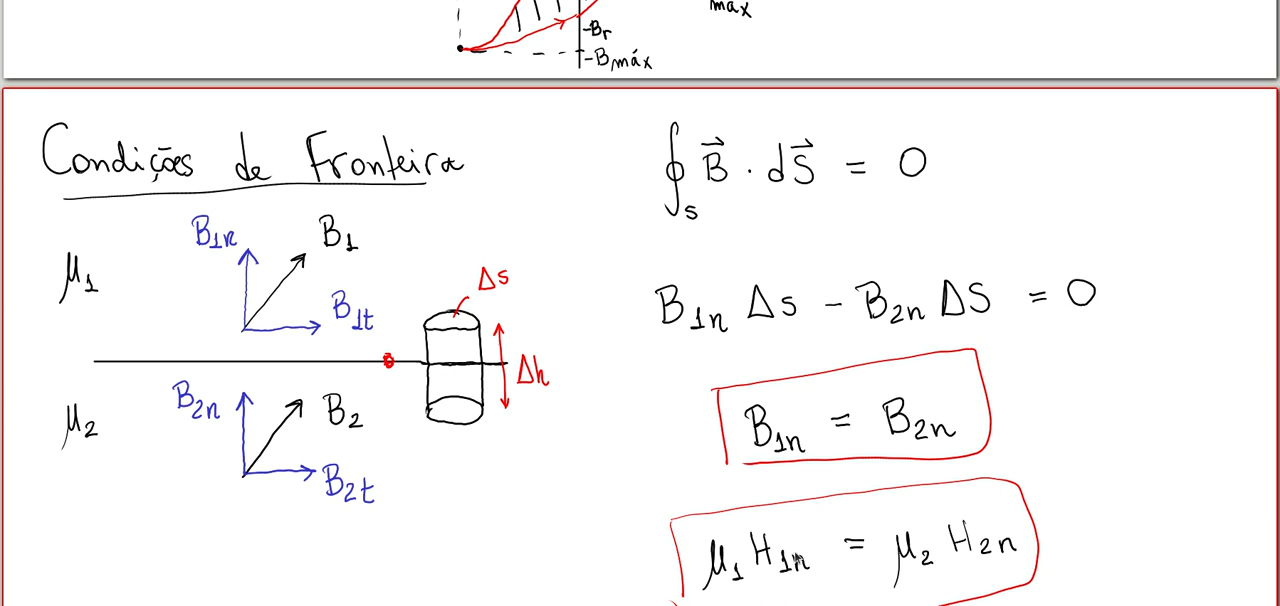 máx
-Br
-Bmáx
Condições de Fronteira
∮s B⃗ · dS⃗ = 0
B1n
B1
μ1
Δs
B1t
B1n Δs - B2n ΔS = 0
Δh
B2n
B2
μ2
B1n = B2n
B2t
μ1 H1n = μ2 H2n